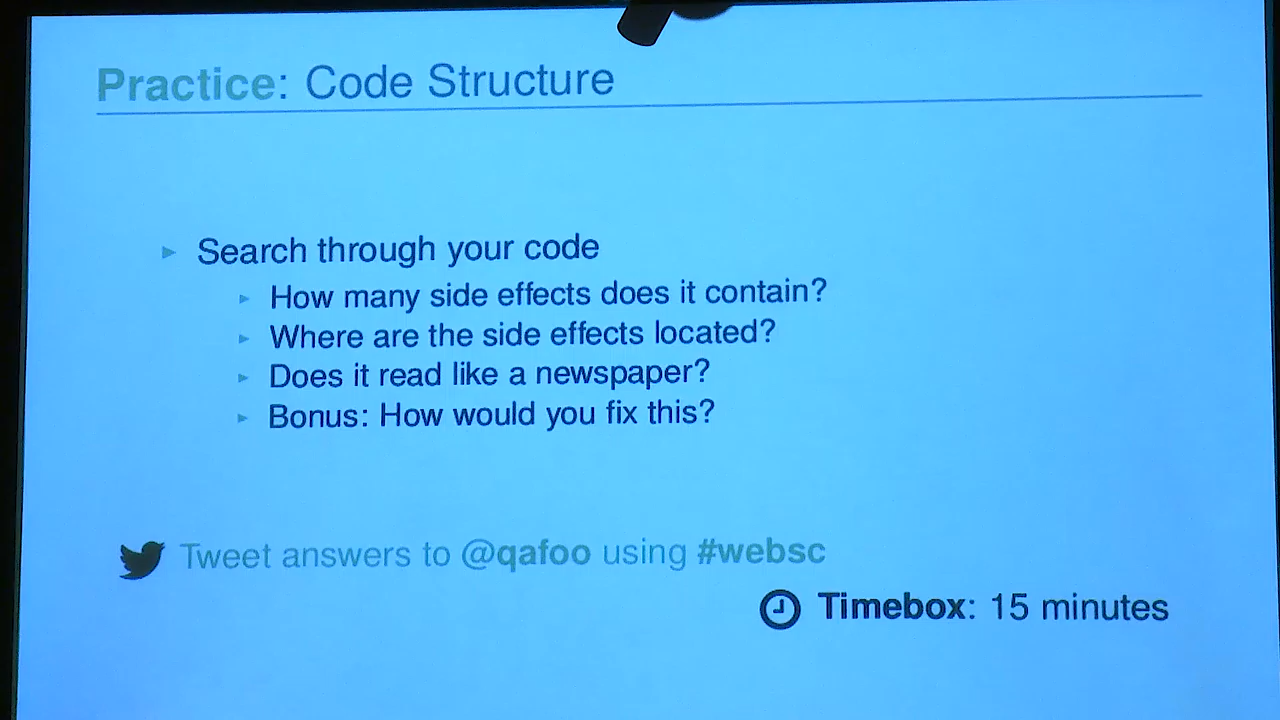 Practice: Code Structure
Search through your code
How many side effects does it contain?
Where are the side effects located?
Does it read like a newspaper?
Bonus: How would you fix this?
Tweet answers to @qafoo using #websc
Timebox: 15 minutes